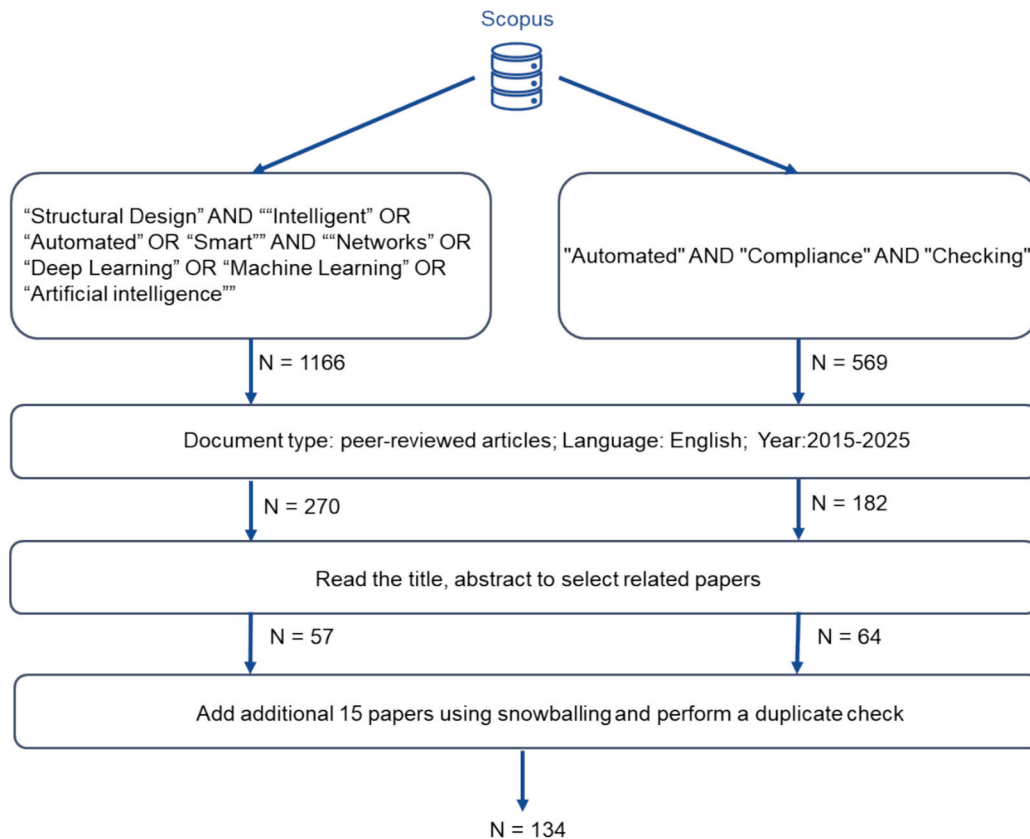 Scopus
“Structural Design” AND ““Intelligent” OR
“Automated” OR “Smart”” AND ““Networks” OR
“Deep Learning” OR “Machine Learning” OR
“Artificial intelligence””
"Automated" AND "Compliance" AND "Checking"
N = 1166
N = 569
Document type: peer-reviewed articles; Language: English; Year:2015-2025
N = 270
N = 182
Read the title, abstract to select related papers
N = 57
N = 64
Add additional 15 papers using snowballing and perform a duplicate check
N = 134